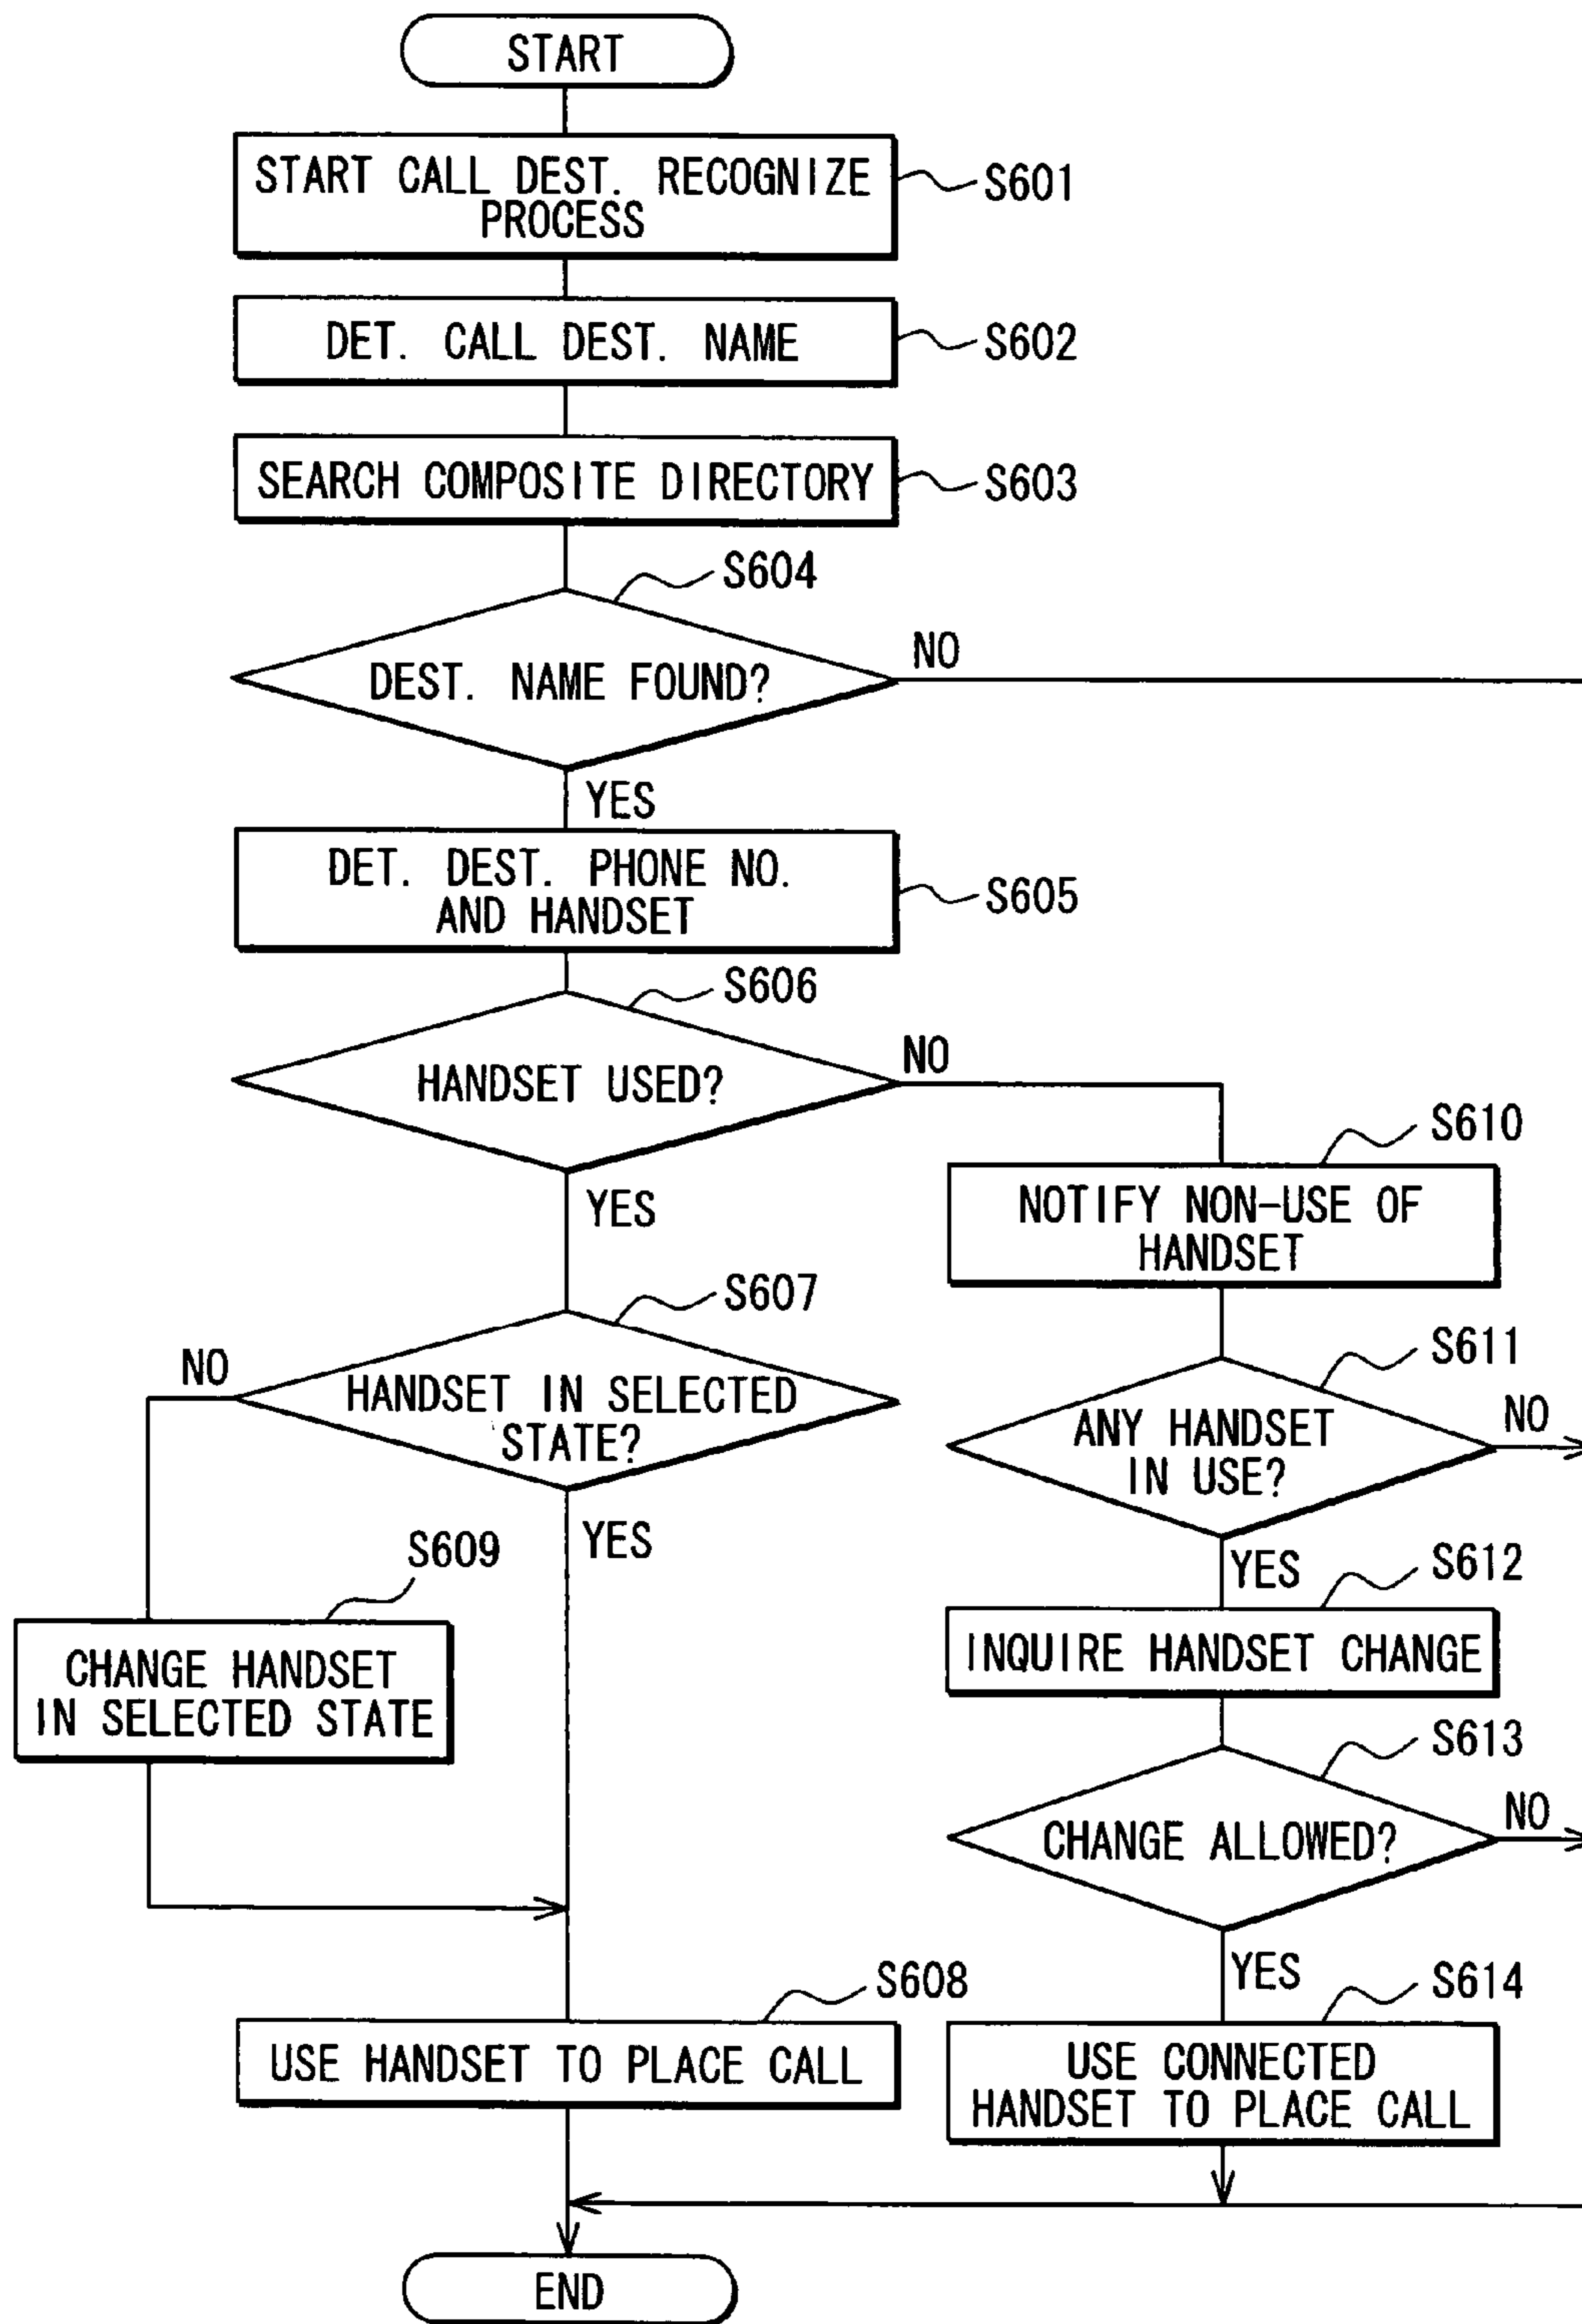 START
START CALL DEST. RECOGNIZE
PROCESS
S601
DET. CALL DEST. NAME
S602
SEARCH COMPOSITE DIRECTORY
S603
S604
DEST. NAME FOUND?
NO
YES
DET. DEST. PHONE NO.
AND HANDSET
S605
S606
HANDSET USED?
NO
YES
S610
NOTIFY NON-USE OF
HANDSET
S607
HANDSET IN SELECTED
STATE?
NO
YES
S611
ANY HANDSET
IN USE?
NO
YES
S609
CHANGE HANDSET
IN SELECTED STATE
S612
INQUIRE HANDSET CHANGE
S613
CHANGE ALLOWED?
NO
YES
S608
USE HANDSET TO PLACE CALL
S614
USE CONNECTED
HANDSET TO PLACE CALL
END